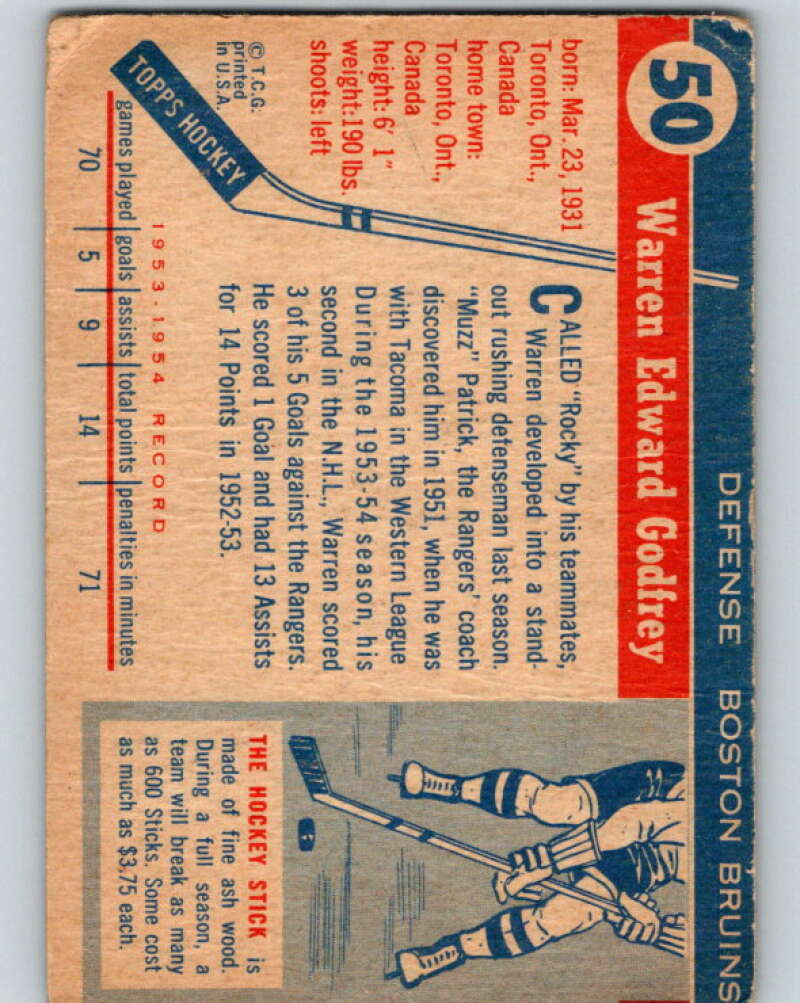 DEFENSE BOSTON BRUINS
50
Warren Edward Godfrey
born: Mar. 23, 1931
Toronto, Ont.,
Canada
home town:
Toronto, Ont.,
Canada
height: 6' 1"
weight: 190 lbs.
shoots: left
© T.C.G.
printed
in U.S.A.
TOPPS HOCKEY
CALLED "Rocky" by his teammates,
Warren developed into a stand-
out rushing defenseman last season.
"Muzz" Patrick, the Rangers' coach
discovered him in 1951, when he was
with Tacoma in the Western League
During the 1953-54 season, his
second in the N.H.L., Warren scored
3 of his 5 Goals against the Rangers.
He scored 1 Goal and had 13 Assists
for 14 Points in 1952-53.
1953-1954 RECORD
games played goals assists total points penalties in minutes
70 5 9 14 71
THE HOCKEY STICK is
made of fine ash wood.
During a full season, a
team will break as many
as 600 Sticks. Some cost
as much as $3.75 each.